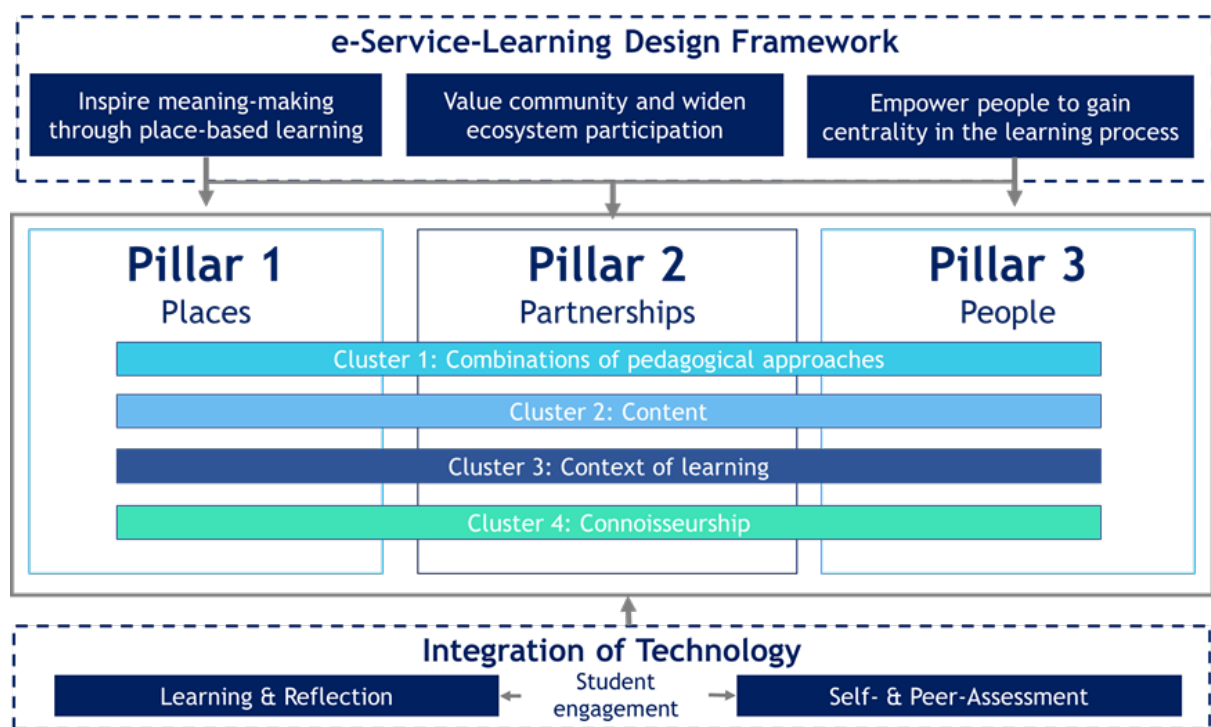 e-Service-Learning Design Framework
Inspire meaning-making
through place-based learning
Value community and widen
ecosystem participation
Empower people to gain
centrality in the learning process
Pillar 1
Places
Pillar 2
Partnerships
Pillar 3
People
Cluster 1: Combinations of pedagogical approaches
Cluster 2: Content
Cluster 3: Context of learning
Cluster 4: Connoisseurship
Integration of Technology
Learning & Reflection
Student
engagement
Self- & Peer-Assessment